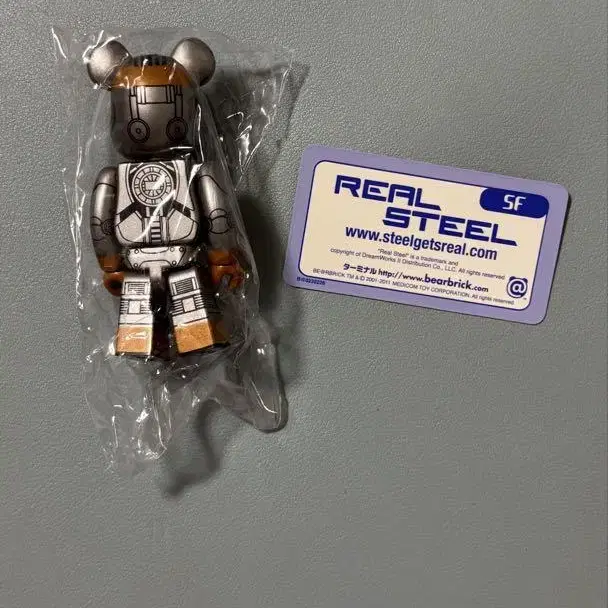 REAL
STEEL
SF
www.steelgetsreal.com
"Real Steel" is a trademark and
copyright of DreamWorks II Distribution Co., LLC. All rights reserved
ターミナル http://www.bearbrick.com
BE@RBRICK TM & © 2001-2011 MEDICOM TOY CORPORATION. All rights reserved.